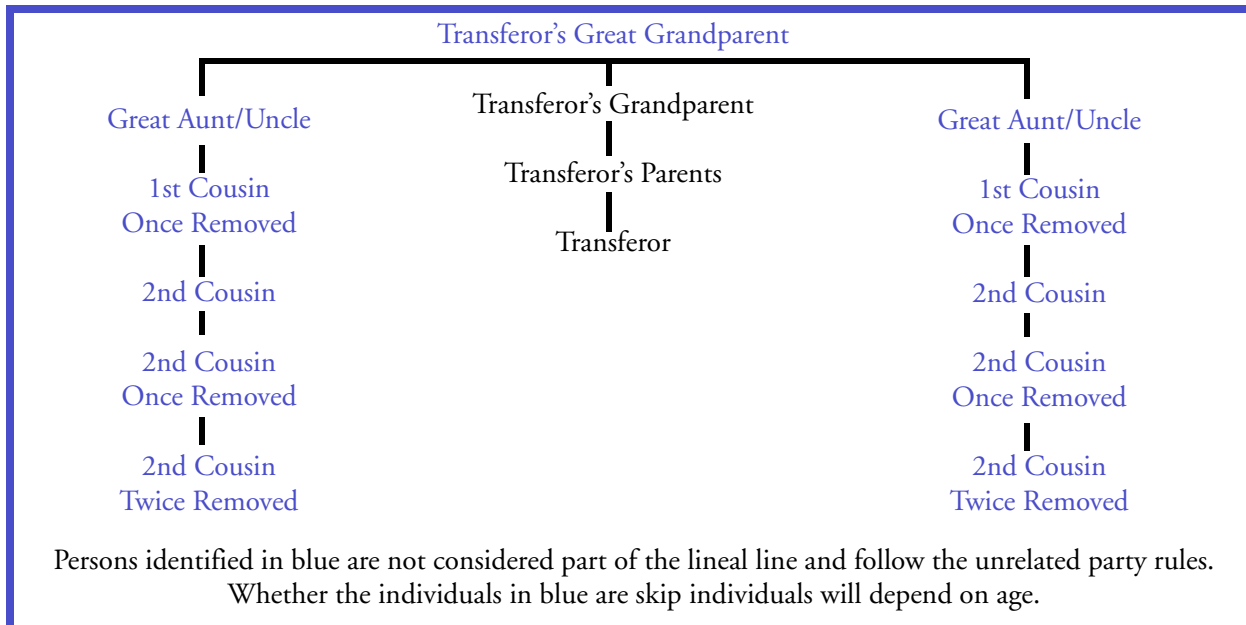 Transferor's Great Grandparent
Great Aunt/Uncle
1st Cousin
Once Removed
2nd Cousin
2nd Cousin
Once Removed
2nd Cousin
Twice Removed
Transferor's Grandparent
Transferor's Parents
Transferor
Great Aunt/Uncle
1st Cousin
Once Removed
2nd Cousin
2nd Cousin
Once Removed
2nd Cousin
Twice Removed
Persons identified in blue are not considered part of the lineal line and follow the unrelated party rules.
Whether the individuals in blue are skip individuals will depend on age.